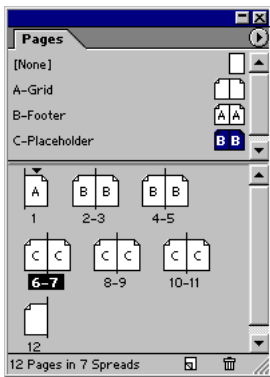 Pages
[None]
A-Grid
B-Footer A A
C-Placeholder B B
A B B B B
1 2-3 4-5
C C C C C C
6-7 8-9 10-11
12
12 Pages in 7 Spreads